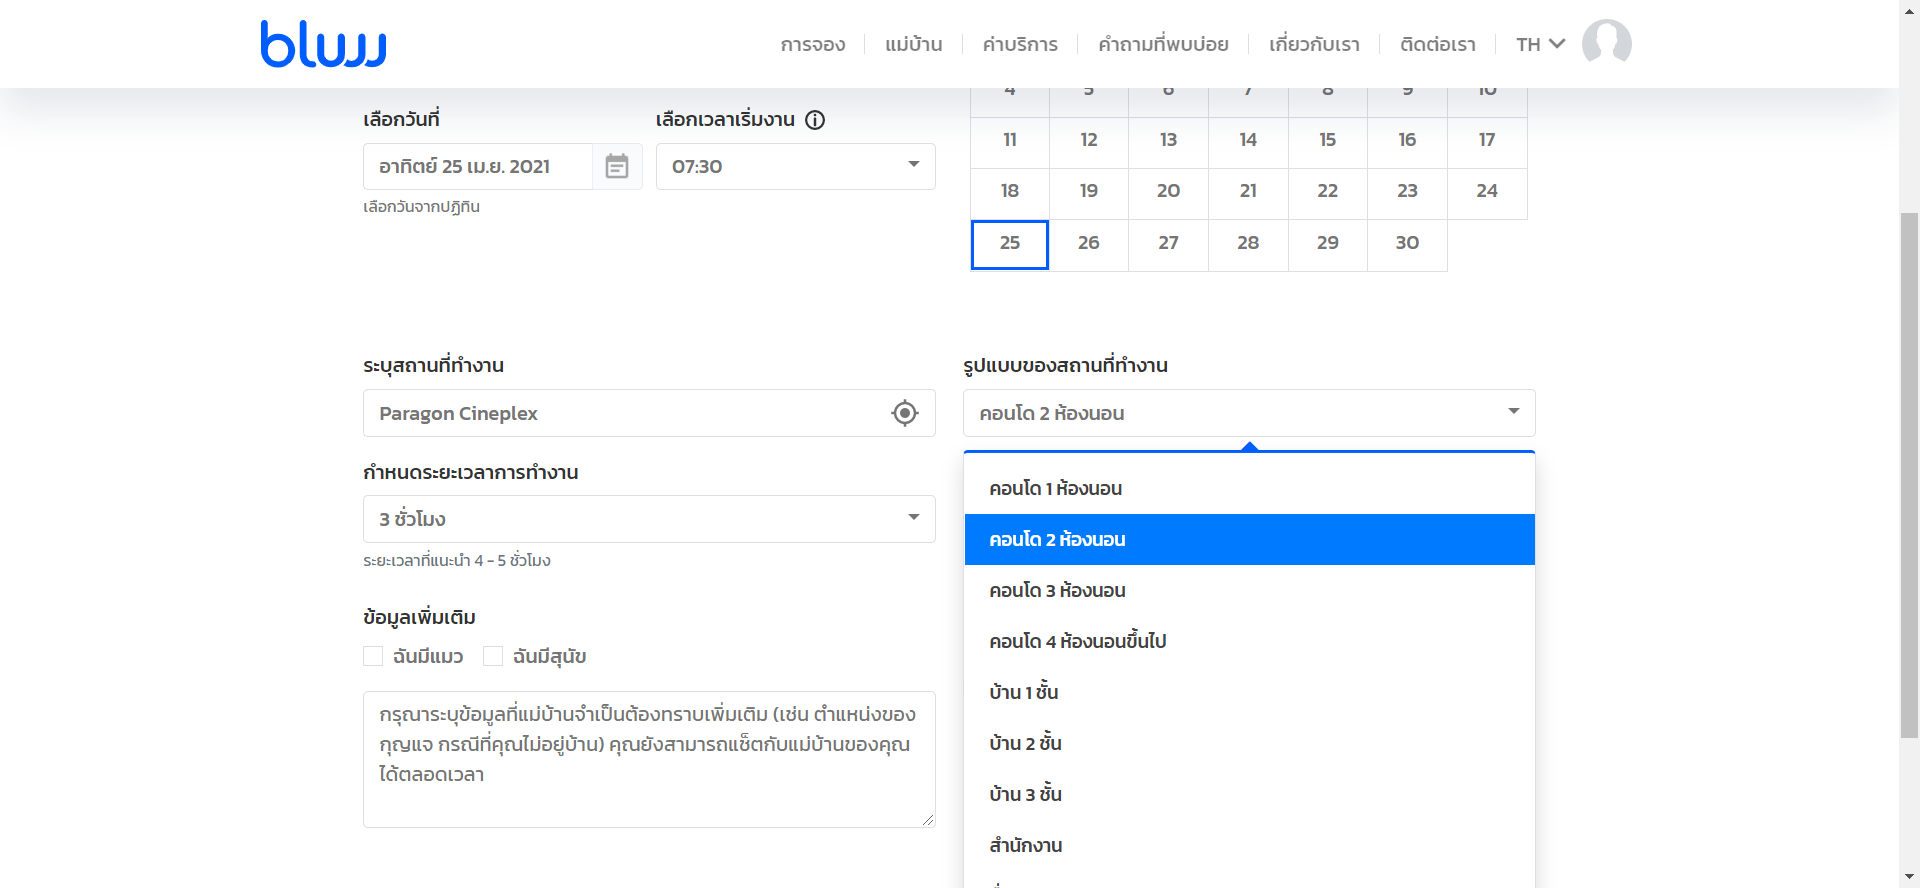 bluuu
การจอง
แม่บ้าน
ค่าบริการ
คำถามที่พบบ่อย
เกี่ยวกับเรา
ติดต่อเรา
TH
4 5 6 7 8 9 10
11 12 13 14 15 16 17
18 19 20 21 22 23 24
25 26 27 28 29 30
เลือกวันที่
อาทิตย์ 25 เม.ย. 2021
เลือกวันจากปฏิทิน
เลือกเวลาเริ่มงาน
07:30
ระบุสถานที่ทำงาน
Paragon Cineplex
กำหนดระยะเวลาการทำงาน
3 ชั่วโมง
ระยะเวลาที่แนะนำ 4 - 5 ชั่วโมง
ข้อมูลเพิ่มเติม
ฉันมีแมว
ฉันมีสุนัข
กรุณาระบุข้อมูลที่แม่บ้านจำเป็นต้องทราบเพิ่มเติม (เช่น ตำแหน่งของ
กุญแจ กรณีที่คุณไม่อยู่บ้าน) คุณยังสามารถแช็ตกับแม่บ้านของคุณ
ได้ตลอดเวลา
รูปแบบของสถานที่ทำงาน
คอนโด 2 ห้องนอน
คอนโด 1 ห้องนอน
คอนโด 2 ห้องนอน
คอนโด 3 ห้องนอน
คอนโด 4 ห้องนอนขึ้นไป
บ้าน 1 ชั้น
บ้าน 2 ชั้น
บ้าน 3 ชั้น
สำนักงาน